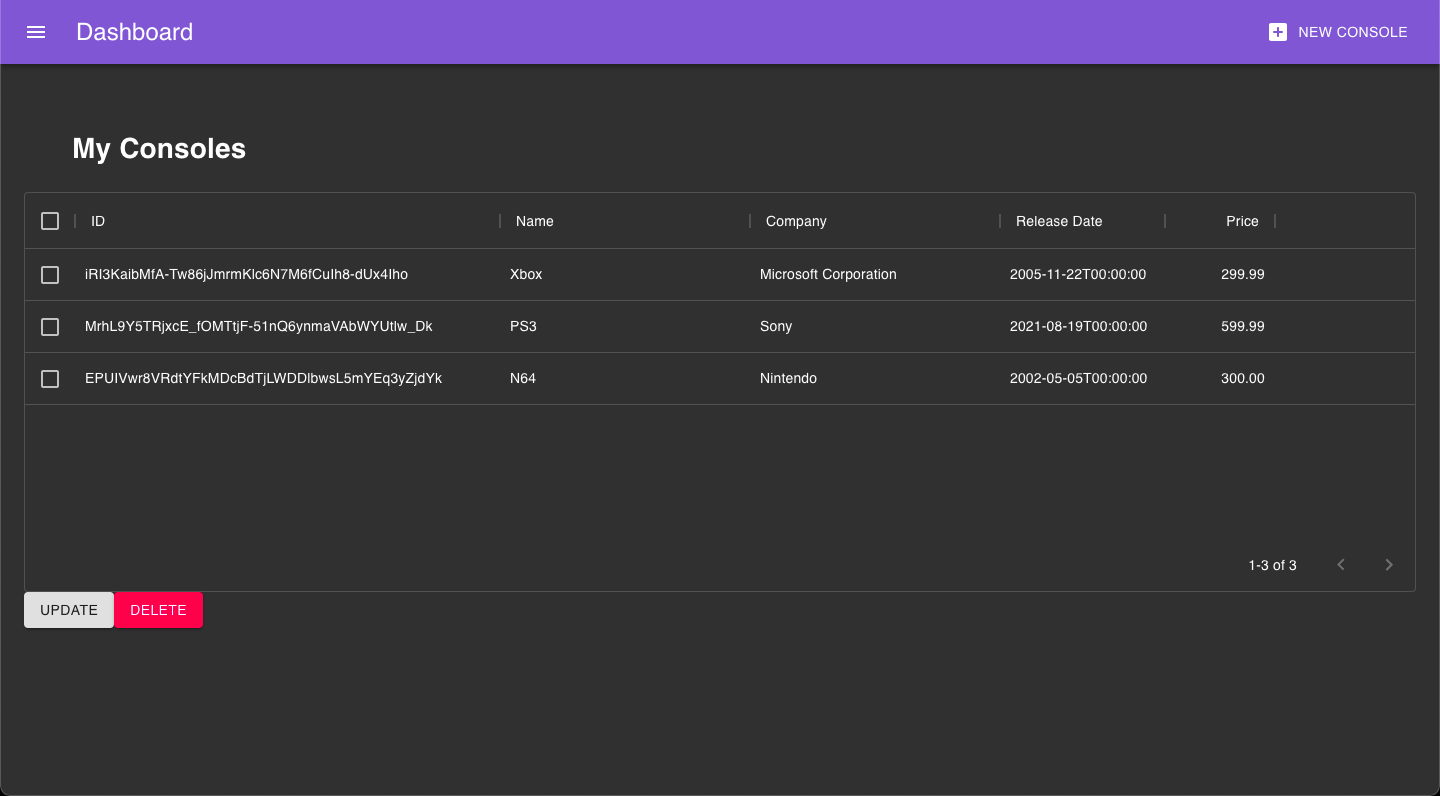 Dashboard NEW CONSOLE
My Consoles
ID Name Company Release Date Price
iRI3KaibMfA-Tw86jJmrmKlc6N7M6fCuIh8-dUx4Iho Xbox Microsoft Corporation 2005-11-22T00:00:00 299.99
MrhL9Y5TRjxcE_fOMTtjF-51nQ6ynmaVAbWYUtlw_Dk PS3 Sony 2021-08-19T00:00:00 599.99
EPUIVwr8VRdtYFkMDcBdTjLWDDlbwsL5mYEq3yZjdYk N64 Nintendo 2002-05-05T00:00:00 300.00
1-3 of 3
UPDATE DELETE